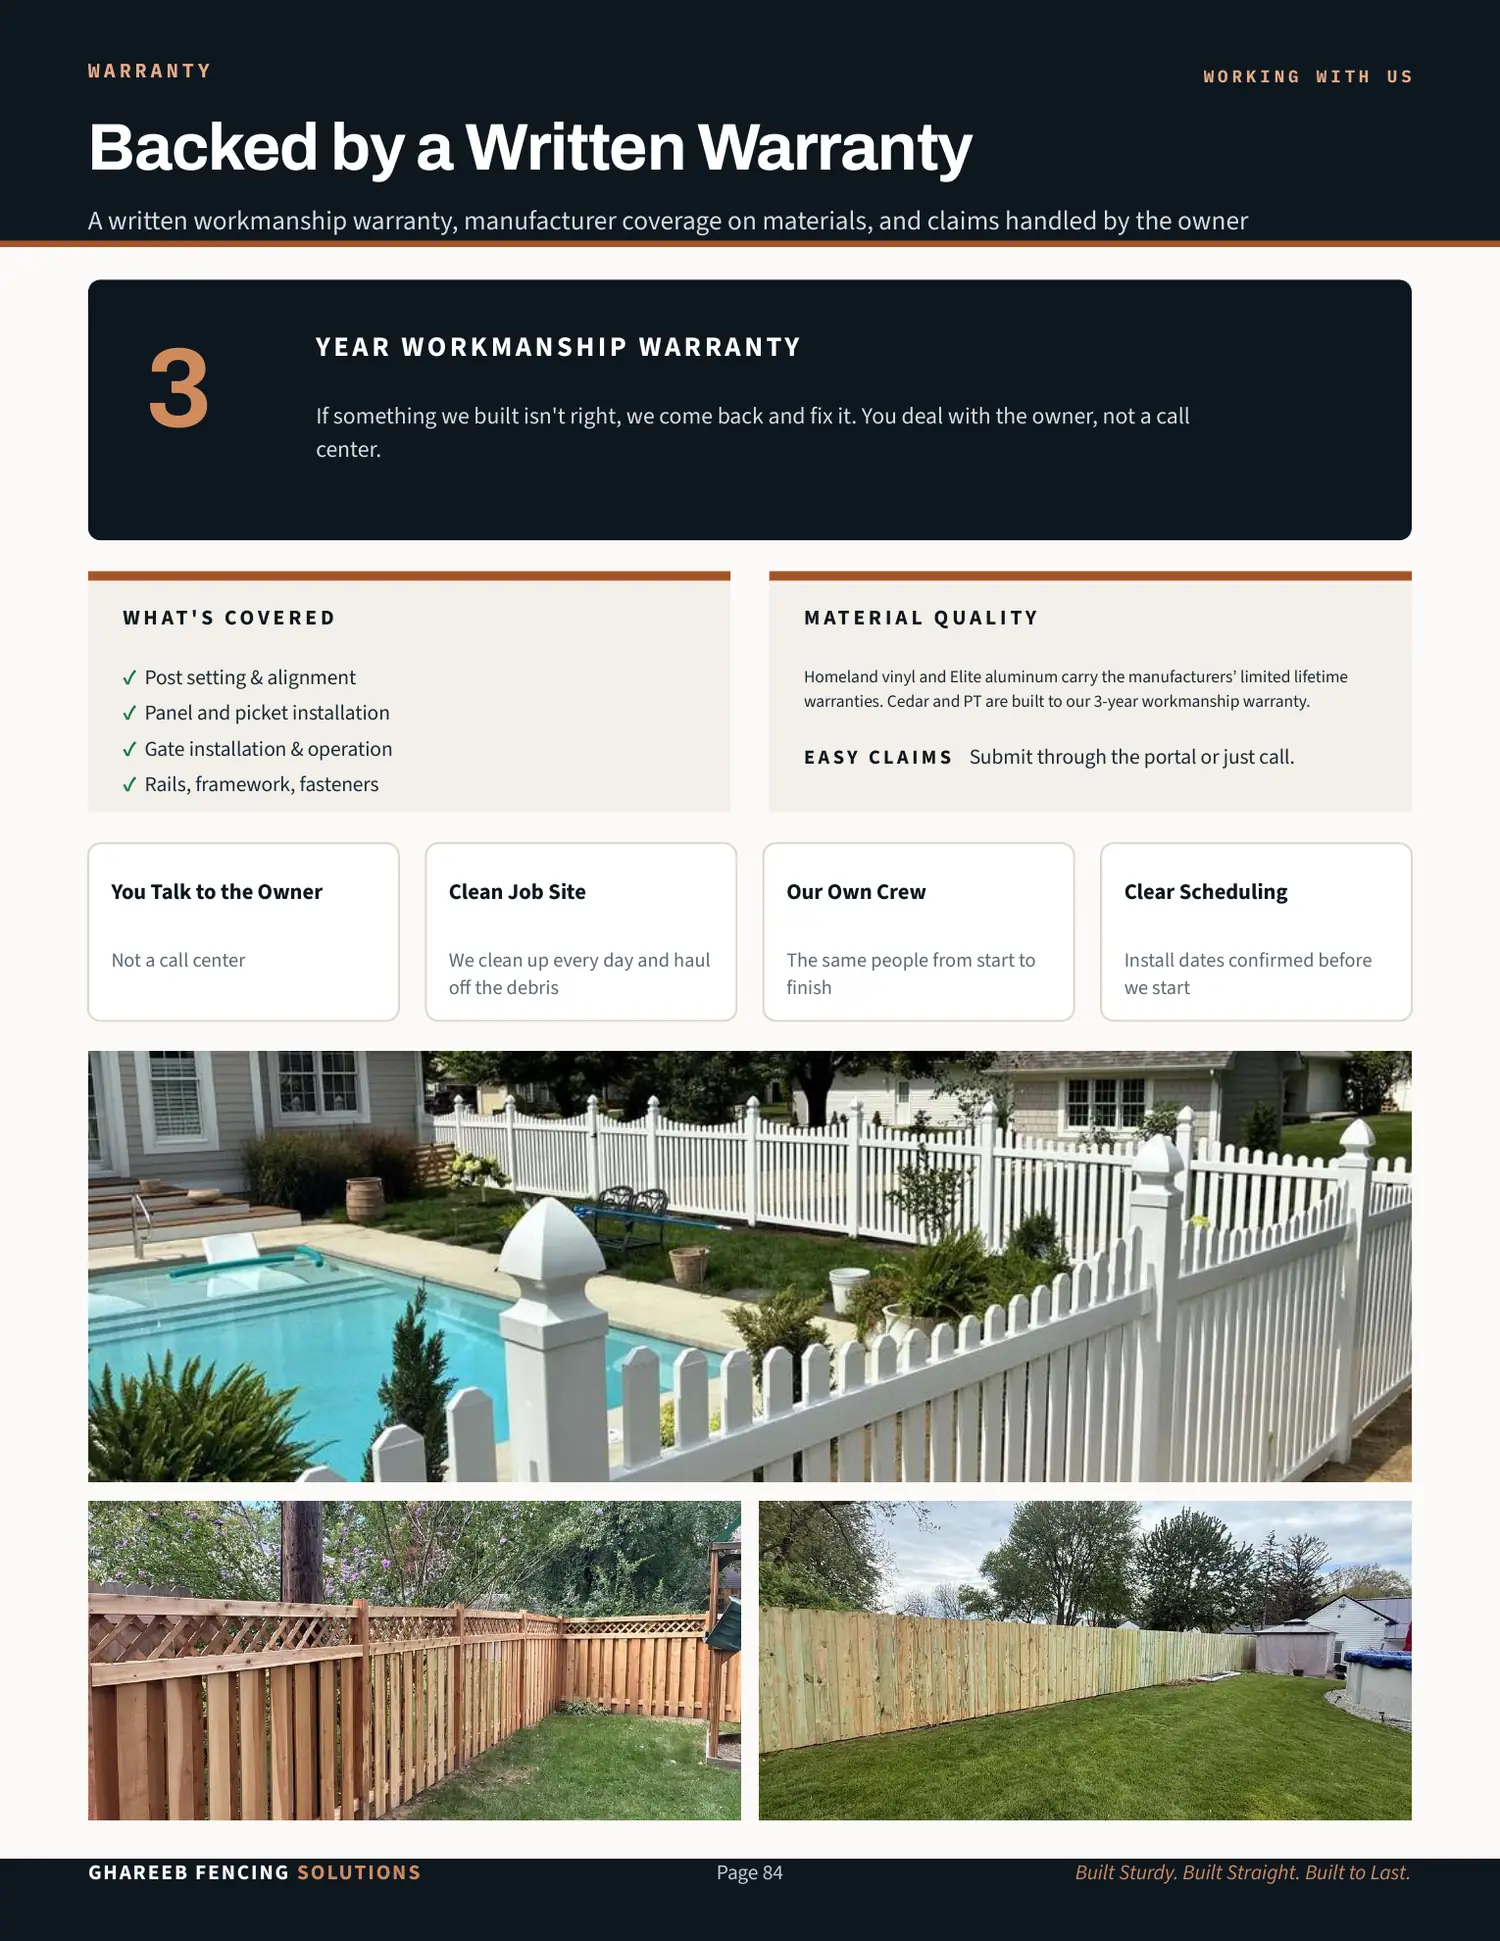 WARRANTY
WORKING WITH US
Backed by a Written Warranty
A written workmanship warranty, manufacturer coverage on materials, and claims handled by the owner
3
YEAR WORKMANSHIP WARRANTY
If something we built isn't right, we come back and fix it. You deal with the owner, not a call
center.
WHAT'S COVERED
✓ Post setting & alignment
✓ Panel and picket installation
✓ Gate installation & operation
✓ Rails, framework, fasteners
MATERIAL QUALITY
Homeland vinyl and Elite aluminum carry the manufacturers’ limited lifetime
warranties. Cedar and PT are built to our 3-year workmanship warranty.
EASY CLAIMS Submit through the portal or just call.
You Talk to the Owner
Not a call center
Clean Job Site
We clean up every day and haul
off the debris
Our Own Crew
The same people from start to
finish
Clear Scheduling
Install dates confirmed before
we start
GHAREEB FENCING SOLUTIONS
Page 84
Built Sturdy. Built Straight. Built to Last.